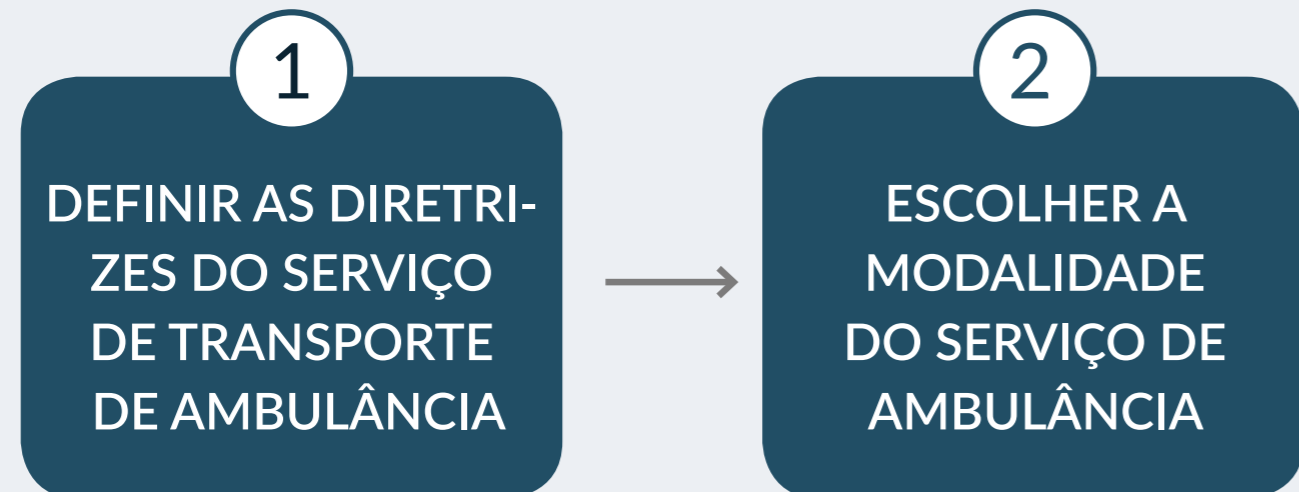 1
DEFINIR AS DIRETRI-
ZES DO SERVIÇO
DE TRANSPORTE
DE AMBULÂNCIA
2
ESCOLHER A
MODALIDADE
DO SERVIÇO DE
AMBULÂNCIA